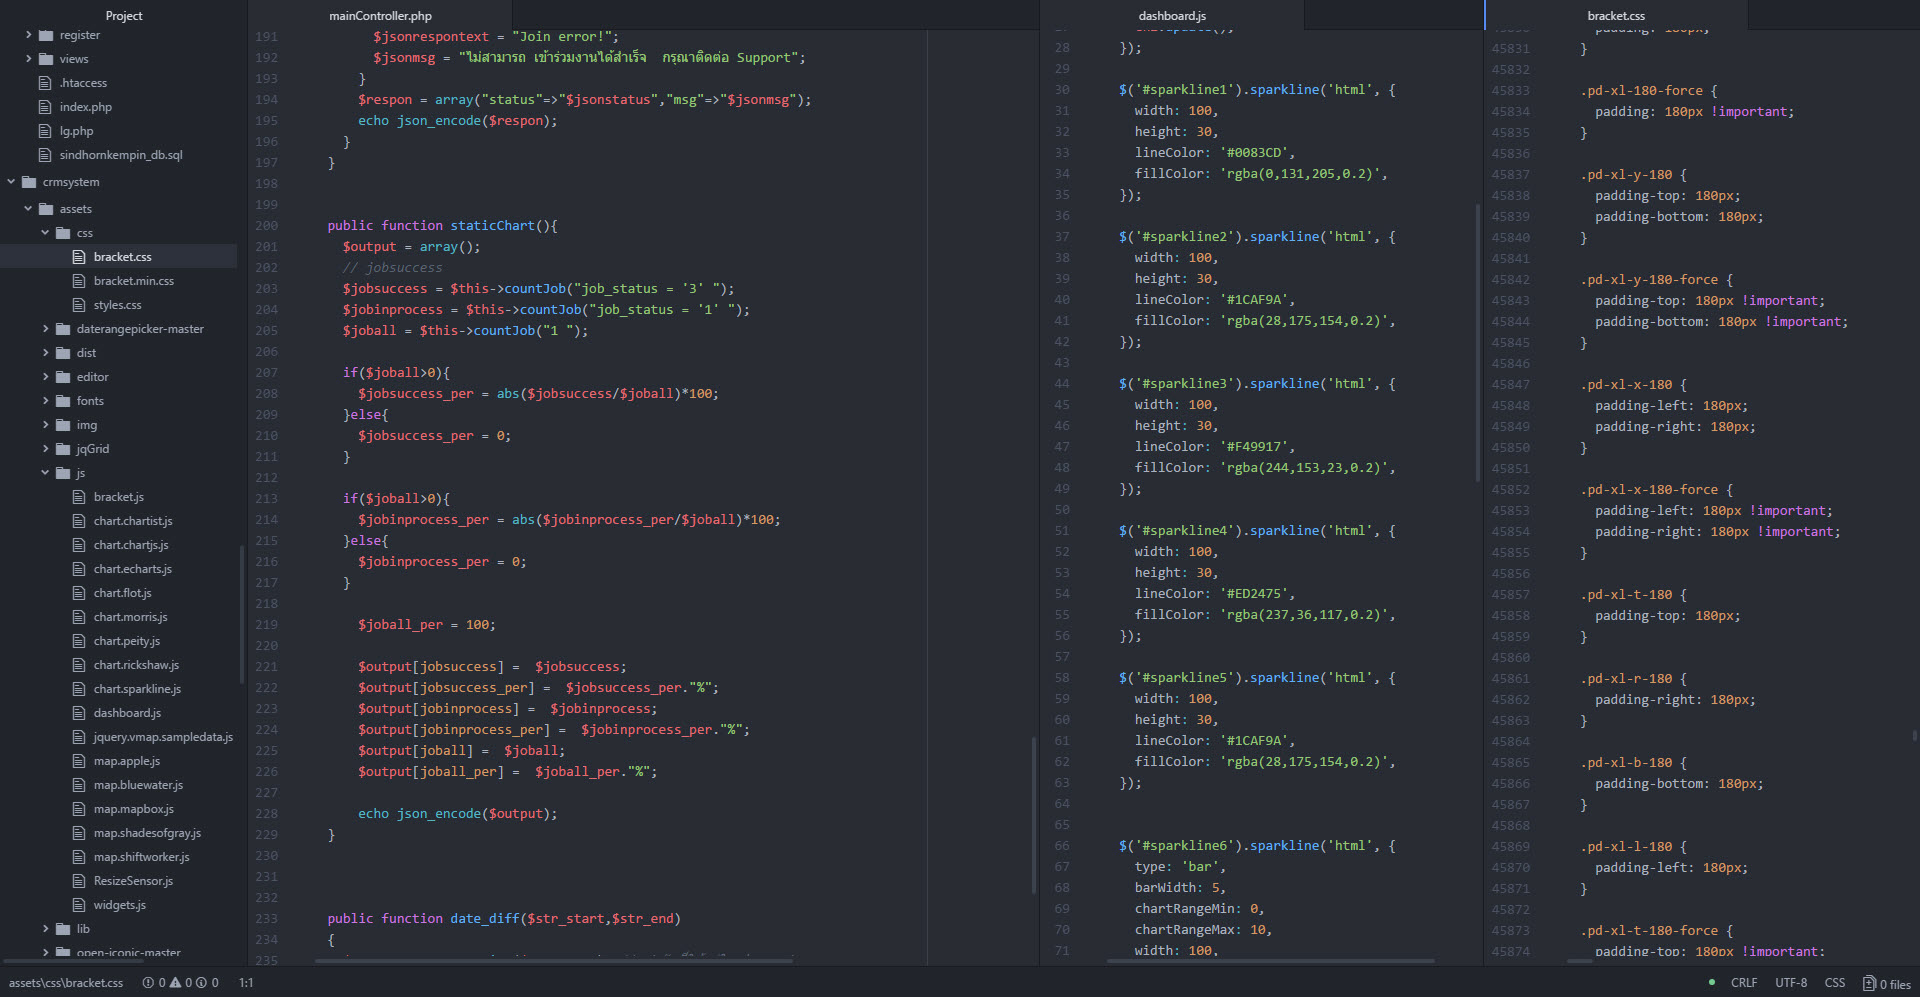 Project
register
views
.htaccess
index.php
lg.php
sindhornkempin_db.sql
crmsystem
assets
css
bracket.css
bracket.min.css
styles.css
daterangepicker-master
dist
editor
fonts
img
jqGrid
js
bracket.js
chart.chartist.js
chart.chartjs.js
chart.echarts.js
chart.flot.js
chart.morris.js
chart.peity.js
chart.rickshaw.js
chart.sparkline.js
dashboard.js
jquery.vmap.sampledata.js
map.apple.js
map.bluewater.js
map.mapbox.js
map.shadesofgray.js
map.shiftworker.js
ResizeSensor.js
widgets.js
lib
open-iconic-master
mainController.php
191 $jsonrespontext = "Join error!";
192 $jsonmsg = "ไม่สามารถ เข้าร่วมงานได้สำเร็จ  กรุณาติดต่อ Support";
193 }
194 $respon = array("status"=>"$jsonstatus","msg"=>"$jsonmsg");
195 echo json_encode($respon);
196 }
197 }
198
199
200 public function staticChart(){
201 $output = array();
202 // jobsuccess
203 $jobsuccess = $this->countJob("job_status = '3' ");
204 $jobinprocess = $this->countJob("job_status = '1' ");
205 $joball = $this->countJob("1 ");
206
207 if($joball>0){
208 $jobsuccess_per = abs($jobsuccess/$joball)*100;
209 }else{
210 $jobsuccess_per = 0;
211 }
212
213 if($joball>0){
214 $jobinprocess_per = abs($jobinprocess_per/$joball)*100;
215 }else{
216 $jobinprocess_per = 0;
217 }
218
219 $joball_per = 100;
220
221 $output[jobsuccess] =  $jobsuccess;
222 $output[jobsuccess_per] =  $jobsuccess_per."%";
223 $output[jobinprocess] =  $jobinprocess;
224 $output[jobinprocess_per] =  $jobinprocess_per."%";
225 $output[joball] =  $joball;
226 $output[joball_per] =  $joball_per."%";
227
228 echo json_encode($output);
229 }
230
231
232
233 public function date_diff($str_start,$str_end)
234 {
235
dashboard.js
28 });
29
30 $('#sparkline1').sparkline('html', {
31 width: 100,
32 height: 30,
33 lineColor: '#0083CD',
34 fillColor: 'rgba(0,131,205,0.2)',
35 });
36
37 $('#sparkline2').sparkline('html', {
38 width: 100,
39 height: 30,
40 lineColor: '#1CAF9A',
41 fillColor: 'rgba(28,175,154,0.2)',
42 });
43
44 $('#sparkline3').sparkline('html', {
45 width: 100,
46 height: 30,
47 lineColor: '#F49917',
48 fillColor: 'rgba(244,153,23,0.2)',
49 });
50
51 $('#sparkline4').sparkline('html', {
52 width: 100,
53 height: 30,
54 lineColor: '#ED2475',
55 fillColor: 'rgba(237,36,117,0.2)',
56 });
57
58 $('#sparkline5').sparkline('html', {
59 width: 100,
60 height: 30,
61 lineColor: '#1CAF9A',
62 fillColor: 'rgba(28,175,154,0.2)',
63 });
64
65
66 $('#sparkline6').sparkline('html', {
67 type: 'bar',
68 barWidth: 5,
69 chartRangeMin: 0,
70 chartRangeMax: 10,
71 width: 100,
bracket.css
45831 }
45832
45833 .pd-xl-180-force {
45834 padding: 180px !important;
45835 }
45836
45837 .pd-xl-y-180 {
45838 padding-top: 180px;
45839 padding-bottom: 180px;
45840 }
45841
45842 .pd-xl-y-180-force {
45843 padding-top: 180px !important;
45844 padding-bottom: 180px !important;
45845 }
45846
45847 .pd-xl-x-180 {
45848 padding-left: 180px;
45849 padding-right: 180px;
45850 }
45851
45852 .pd-xl-x-180-force {
45853 padding-left: 180px !important;
45854 padding-right: 180px !important;
45855 }
45856
45857 .pd-xl-t-180 {
45858 padding-top: 180px;
45859 }
45860
45861 .pd-xl-r-180 {
45862 padding-right: 180px;
45863 }
45864
45865 .pd-xl-b-180 {
45866 padding-bottom: 180px;
45867 }
45868
45869 .pd-xl-l-180 {
45870 padding-left: 180px;
45871 }
45872
45873 .pd-xl-t-180-force {
45874 padding-top: 180px !important;
assets\css\bracket.css 0 0 0 1:1 CRLF UTF-8 CSS 0 files